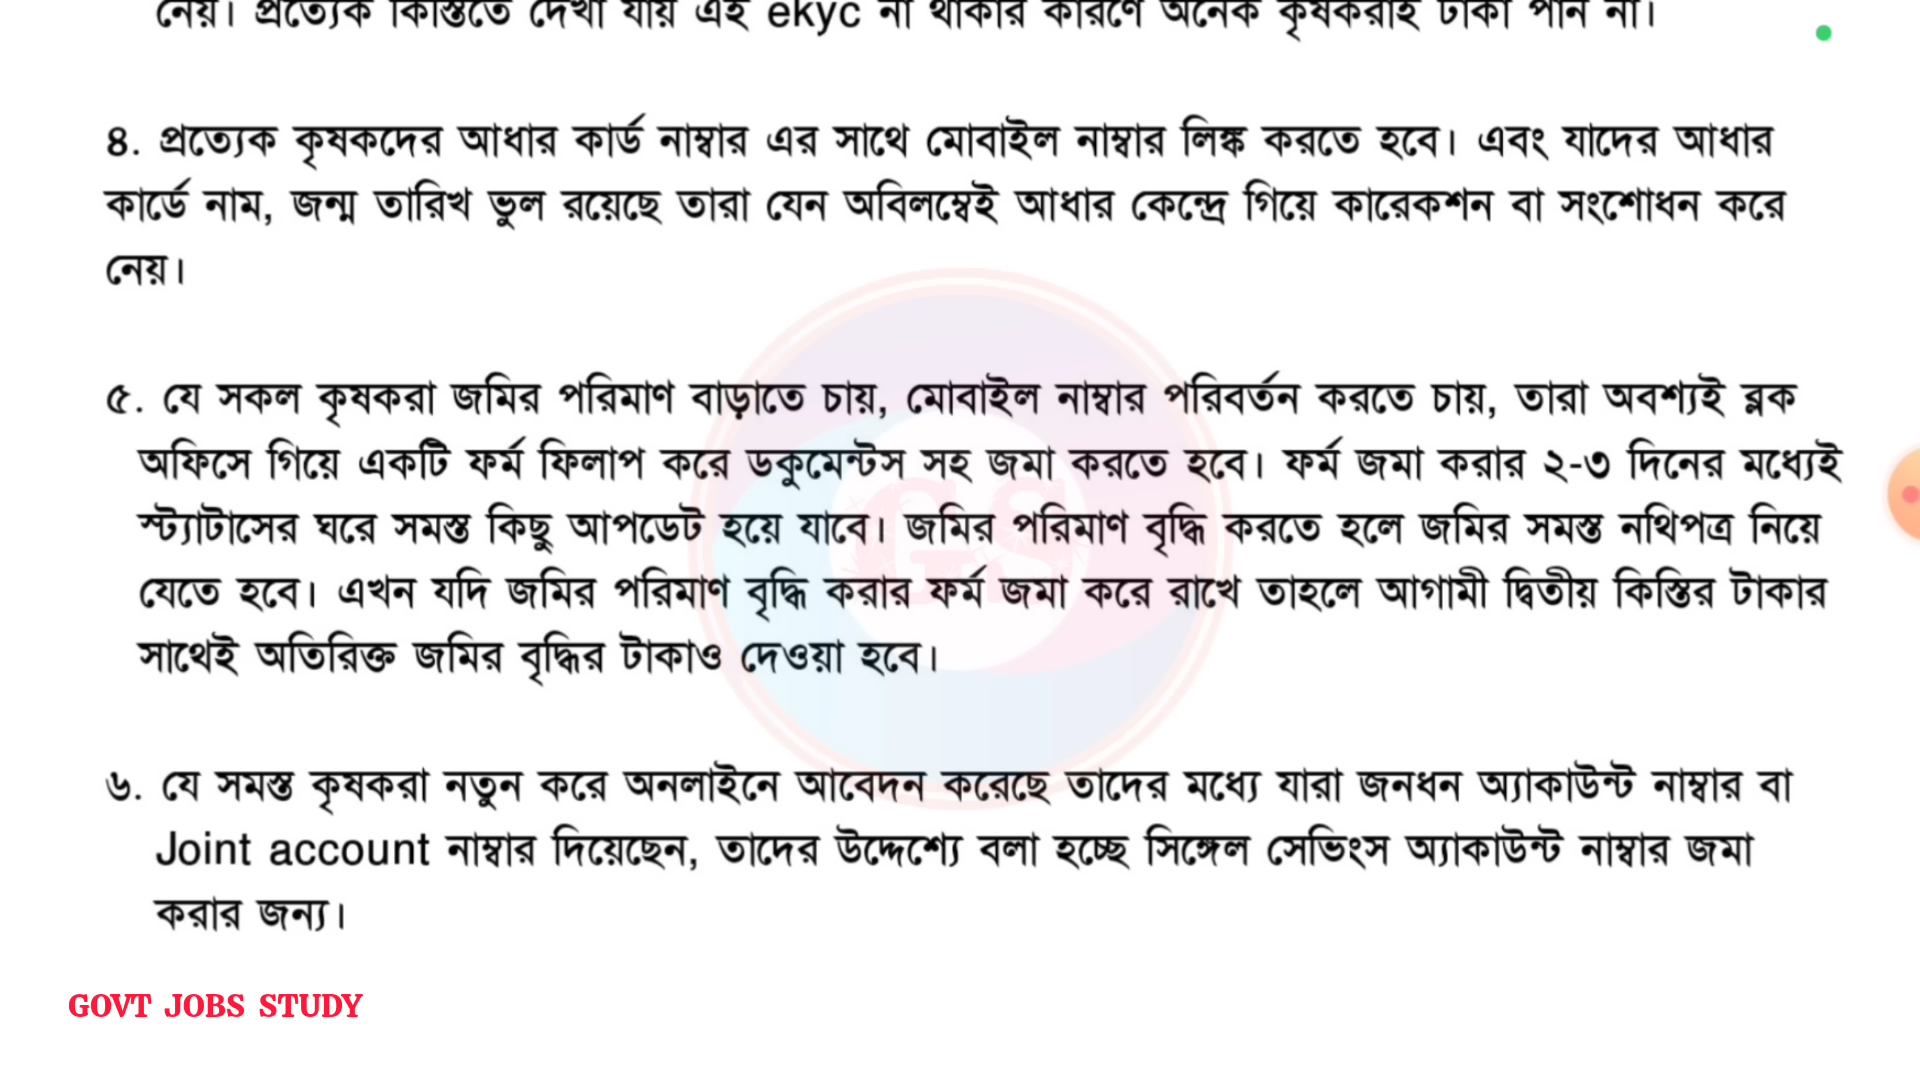 নেয়। প্রত্যেক কিস্তিতে দেখা যায় এই ekyc না থাকার কারণে অনেক কৃষকরাই টাকা পান না।
৪. প্রত্যেক কৃষকদের আধার কার্ড নাম্বার এর সাথে মোবাইল নাম্বার লিঙ্ক করতে হবে। এবং যাদের আধার
কার্ডে নাম, জন্ম তারিখ ভুল রয়েছে তারা যেন অবিলম্বেই আধার কেন্দ্রে গিয়ে কারেকশন বা সংশোধন করে
নেয়।
৫. যে সকল কৃষকরা জমির পরিমাণ বাড়াতে চায়, মোবাইল নাম্বার পরিবর্তন করতে চায়, তারা অবশ্যই ব্লক
অফিসে গিয়ে একটি ফর্ম ফিলাপ করে ডকুমেন্টস সহ জমা করতে হবে। ফর্ম জমা করার ২-৩ দিনের মধ্যেই
স্ট্যাটাসের ঘরে সমস্ত কিছু আপডেট হয়ে যাবে। জমির পরিমাণ বৃদ্ধি করতে হলে জমির সমস্ত নথিপত্র নিয়ে
যেতে হবে। এখন যদি জমির পরিমাণ বৃদ্ধি করার ফর্ম জমা করে রাখে তাহলে আগামী দ্বিতীয় কিস্তির টাকার
সাথেই অতিরিক্ত জমির বৃদ্ধির টাকাও দেওয়া হবে।
৬. যে সমস্ত কৃষকরা নতুন করে অনলাইনে আবেদন করেছে তাদের মধ্যে যারা জনধন অ্যাকাউন্ট নাম্বার বা
Joint account নাম্বার দিয়েছেন, তাদের উদ্দেশ্যে বলা হচ্ছে সিঙ্গেল সেভিংস অ্যাকাউন্ট নাম্বার জমা
করার জন্য।
GOVT JOBS STUDY